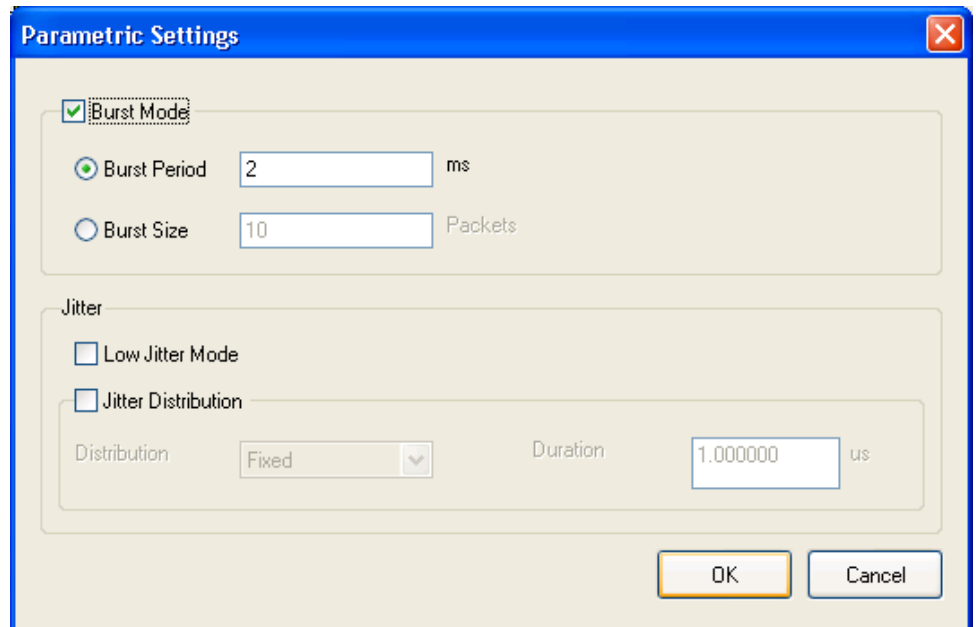 Parametric Settings
Burst Mode
Burst Period 2 ms
Burst Size 10 Packets
Jitter
Low Jitter Mode
Jitter Distribution
Distribution Fixed Duration 1.000000 us
OK Cancel